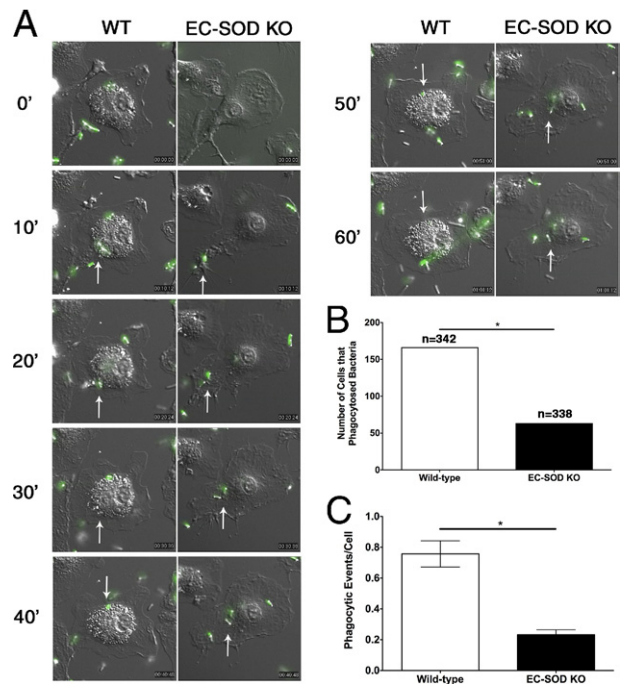 A
WT
EC-SOD KO
0'
10'
20'
30'
40'
WT
EC-SOD KO
50'
60'
B
Number of Cells that
Phagocytosed Bacteria
200
150
100
50
0
*
n=342
n=338
Wild-type
EC-SOD KO
C
Phagocytic Events/Cell
1.0
0.8
0.6
0.4
0.2
0.0
*
Wild-type
EC-SOD KO